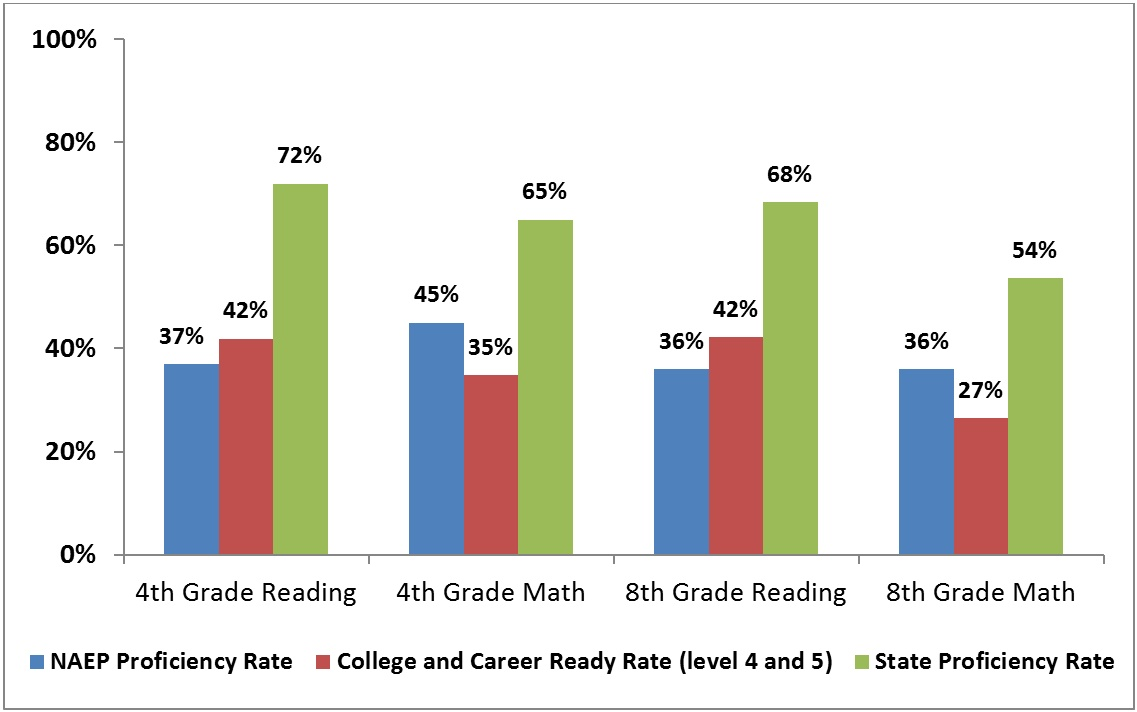 100%
80%
60%
40%
20%
0%
37%
42%
72%
45%
35%
65%
36%
42%
68%
36%
27%
54%
4th Grade Reading
4th Grade Math
8th Grade Reading
8th Grade Math
NAEP Proficiency Rate
College and Career Ready Rate (level 4 and 5)
State Proficiency Rate